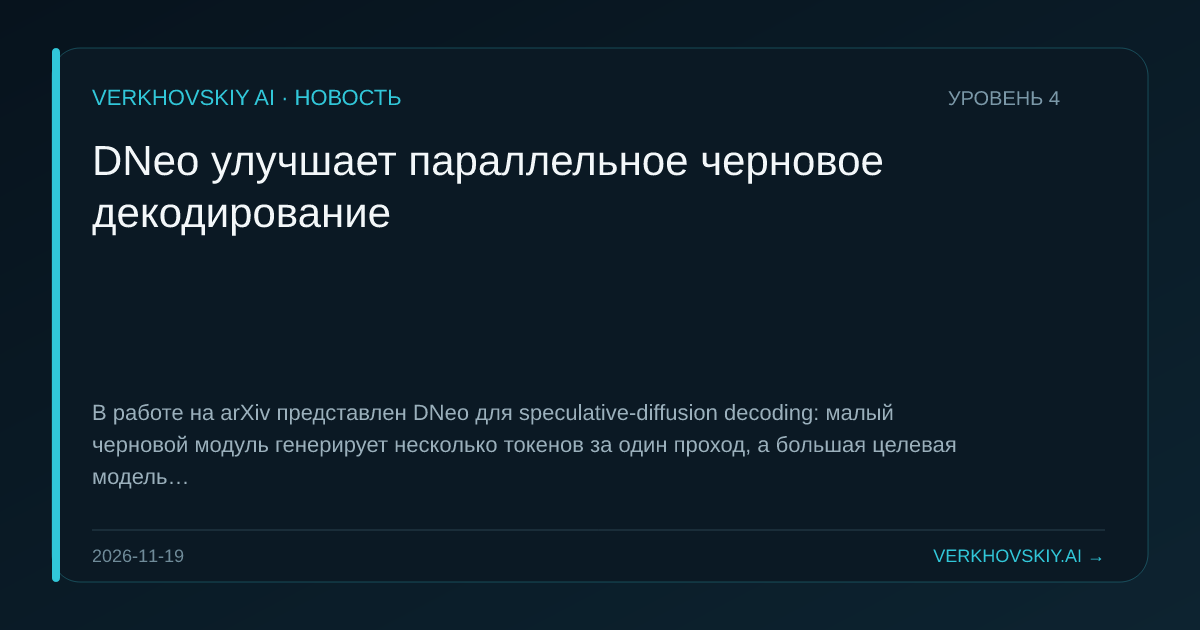 VERKHOVSKIY AI · НОВОСТЬ
УРОВЕНЬ 4
DNeo улучшает параллельное черновое
декодирование
В работе на arXiv представлен DNeo для speculative-diffusion decoding: малый
черновой модуль генерирует несколько токенов за один проход, а большая целевая
модель…
2026-11-19
VERKHOVSKIY.AI →